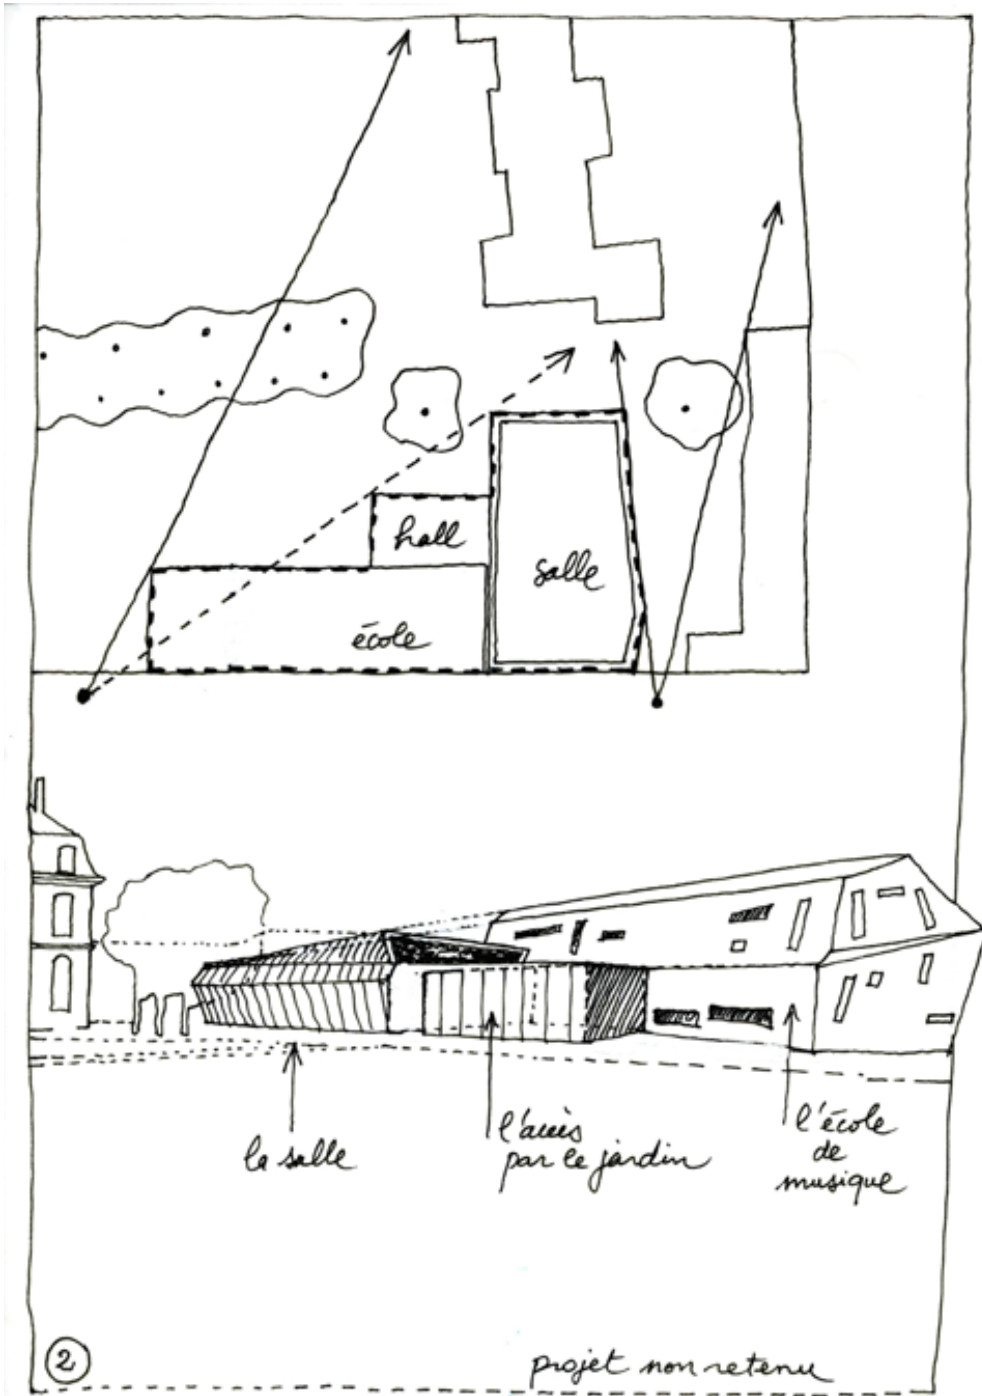 hall
salle
école
la salle
l'accès
par le jardin
l'école
de
musique
2
projet non retenu